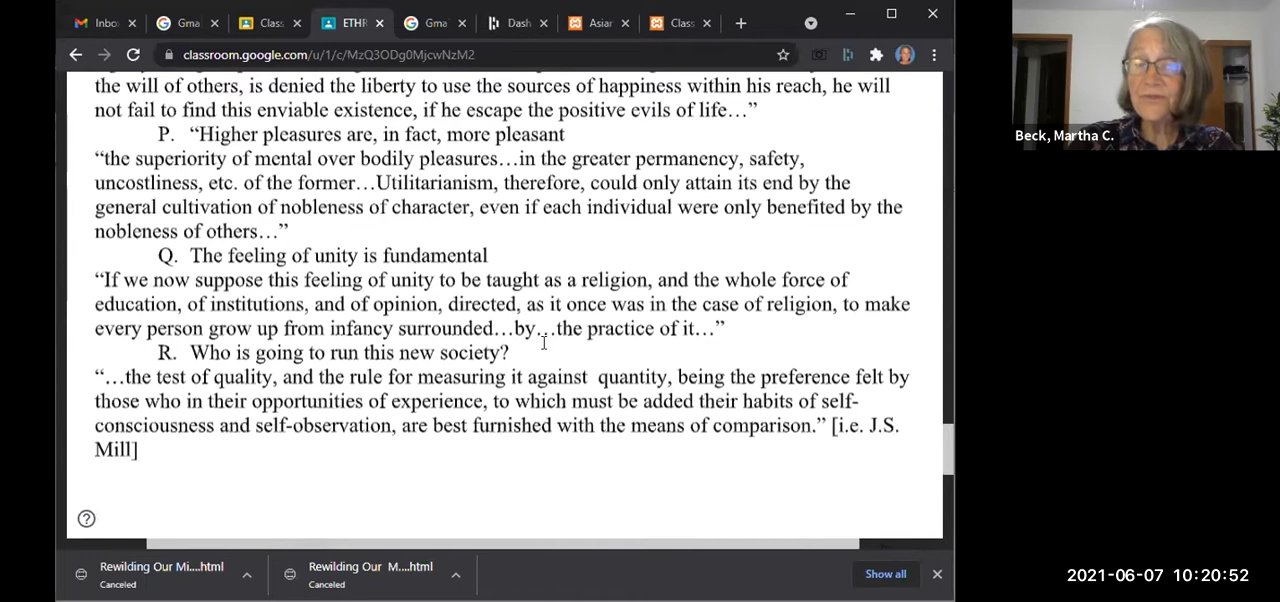 Inbo
Gma
Class
ETHI
Gma
Dash
Asiar
Class
classroom.google.com/u/1/c/MzQ3ODg0MjcwNzM2
the will of others, is denied the liberty to use the sources of happiness within his reach, he will
not fail to find this enviable existence, if he escape the positive evils of life…”
P. “Higher pleasures are, in fact, more pleasant
“the superiority of mental over bodily pleasures…in the greater permanency, safety,
uncostliness, etc. of the former…Utilitarianism, therefore, could only attain its end by the
general cultivation of nobleness of character, even if each individual were only benefited by the
nobleness of others…”
Q. The feeling of unity is fundamental
“If we now suppose this feeling of unity to be taught as a religion, and the whole force of
education, of institutions, and of opinion, directed, as it once was in the case of religion, to make
every person grow up from infancy surrounded…by…the practice of it…”
R. Who is going to run this new society?
“…the test of quality, and the rule for measuring it against quantity, being the preference felt by
those who in their opportunities of experience, to which must be added their habits of self-
consciousness and self-observation, are best furnished with the means of comparison.” [i.e. J.S.
Mill]
Rewilding Our Mi....html
Canceled
Rewilding Our M....html
Canceled
Show all
Beck, Martha C.
2021-06-07 10:20:52